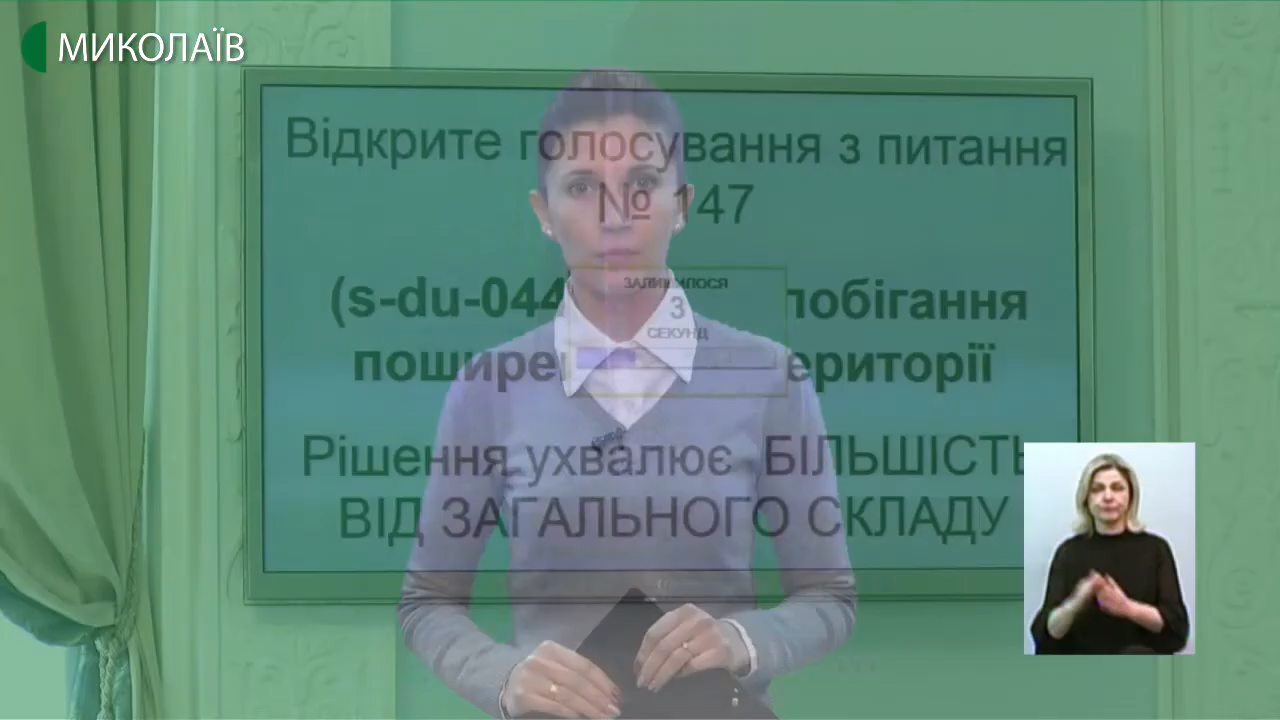 МИКОЛАЇВ
Відкрите голосування з питання
№ 147
(s-du-044 побігання
ЗАЛИШИЛОСЯ
3
СЕКУНД
пошире ериторії
Рішення ухвалює БІЛЬШІСТЬ
ВІД ЗАГАЛЬНОГО СКЛАДУ